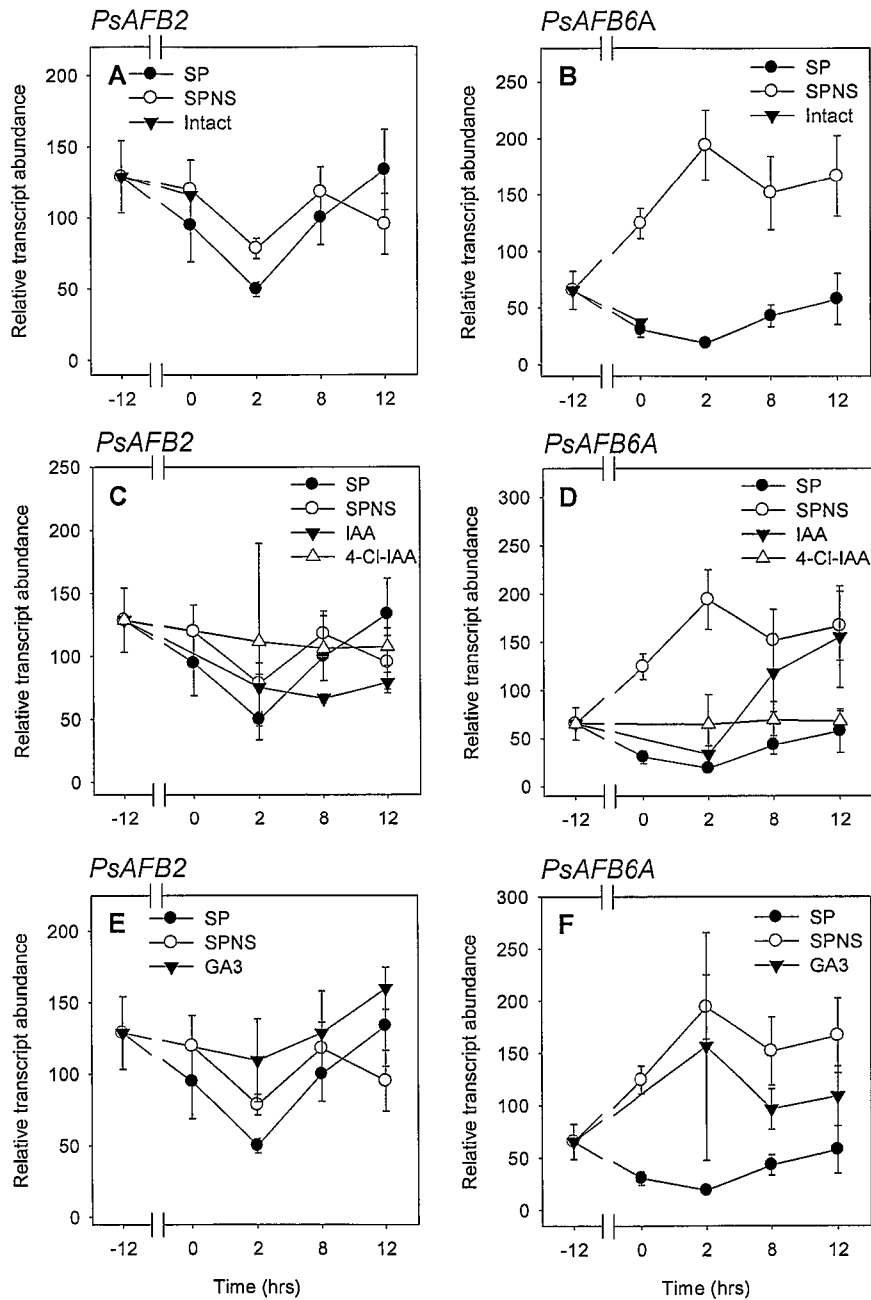 PsAFB2
PsAFB6A
A
SP
SPNS
Intact
Relative transcript abundance
200
150
100
50
0
-12
0
2
8
12
B
SP
SPNS
Intact
Relative transcript abundance
250
200
150
100
50
0
-12
0
2
8
12
PsAFB2
PsAFB6A
C
SP
SPNS
IAA
4-Cl-IAA
Relative transcript abundance
250
200
150
100
50
0
-12
0
2
8
12
D
SP
SPNS
IAA
4-Cl-IAA
Relative transcript abundance
300
250
200
150
100
50
0
-12
0
2
8
12
PsAFB2
PsAFB6A
E
SP
SPNS
GA3
Relative transcript abundance
200
150
100
50
0
-12
0
2
8
12
Time (hrs)
F
SP
SPNS
GA3
Relative transcript abundance
300
250
200
150
100
50
0
-12
0
2
8
12
Time (hrs)